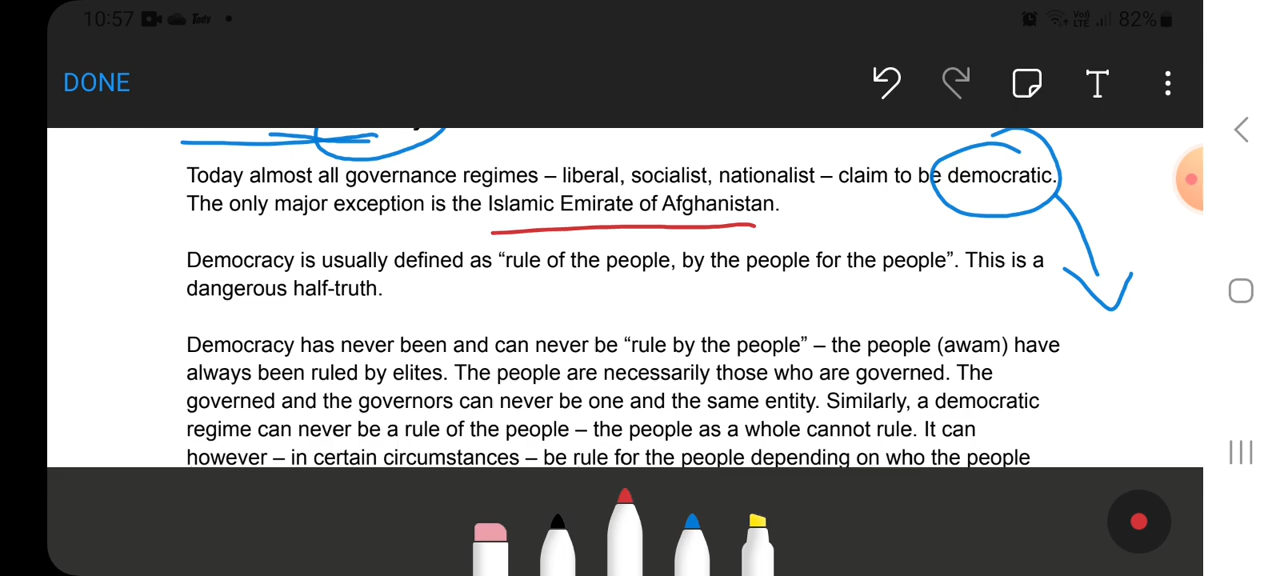 10:57 Tody Vo)) LTE 82%
DONE T
Today almost all governance regimes – liberal, socialist, nationalist – claim to be democratic.
The only major exception is the Islamic Emirate of Afghanistan.
Democracy is usually defined as “rule of the people, by the people for the people”. This is a
dangerous half-truth.
Democracy has never been and can never be “rule by the people” – the people (awam) have
always been ruled by elites. The people are necessarily those who are governed. The
governed and the governors can never be one and the same entity. Similarly, a democratic
regime can never be a rule of the people – the people as a whole cannot rule. It can
however – in certain circumstances – be rule for the people depending on who the people